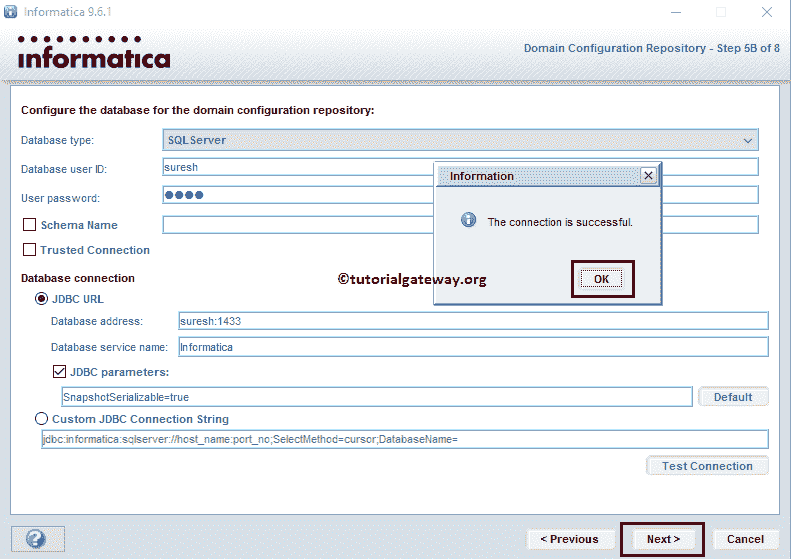 Informatica 9.6.1
informatica
Domain Configuration Repository - Step 5B of 8
Configure the database for the domain configuration repository:
Database type:
SQLServer
Database user ID:
suresh
User password:
Schema Name
Trusted Connection
Information
The connection is successful.
OK
Database connection
©tutorialgateway.org
JDBC URL
Database address:
suresh:1433
Database service name:
Informatica
JDBC parameters:
SnapshotSerializable=true
Default
Custom JDBC Connection String
jdbc:informatica:sqlserver://host_name:port_no;SelectMethod=cursor;DatabaseName=
Test Connection
?
< Previous
Next >
Cancel